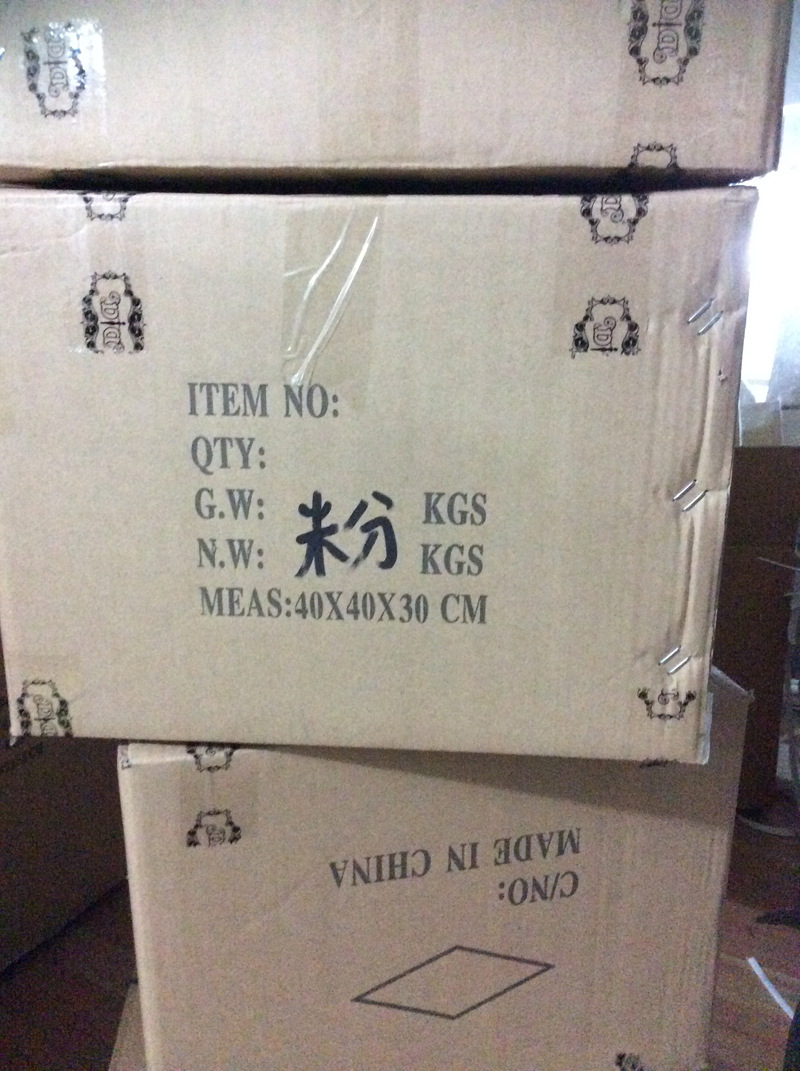 ITEM NO:
QTY:
G.W: KGS
粉
N.W: KGS
MEAS:40X40X30 CM
MADE IN CHINA
C/NO: